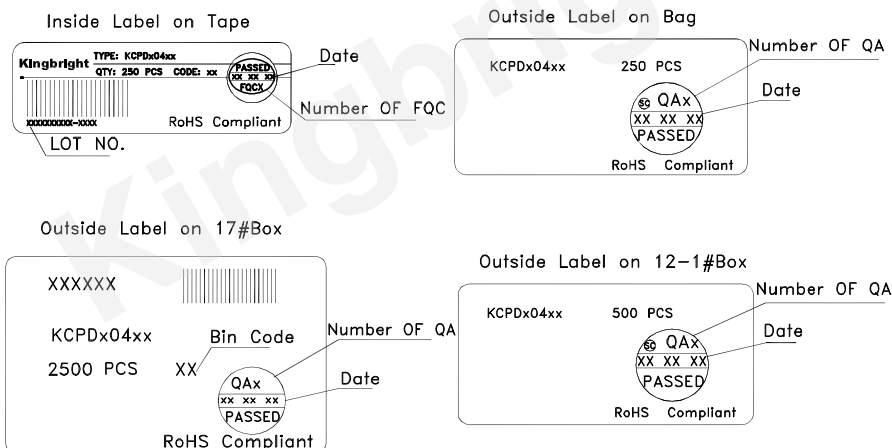 Inside Label on Tape
Kingbright
TYPE: KCPDx04xx
QTY: 250 PCS CODE: xx
PASSED
xx xx xx
FQCX
Date
Number OF FQC
xxxxxxxxxx-xxxx
RoHS Compliant
LOT NO.
Outside Label on Bag
KCPDx04xx 250 PCS
Number OF QA
Date
SC QAx
XX XX XX
PASSED
RoHS Compliant
Outside Label on 17#Box
XXXXXX
KCPDx04xx
Bin Code
2500 PCS XX
Number OF QA
Date
QAx
xx xx xx
PASSED
RoHS Compliant
Outside Label on 12-1#Box
KCPDx04xx 500 PCS
Number OF QA
Date
SC QAx
XX XX XX
PASSED
RoHS Compliant
Kingbrigh